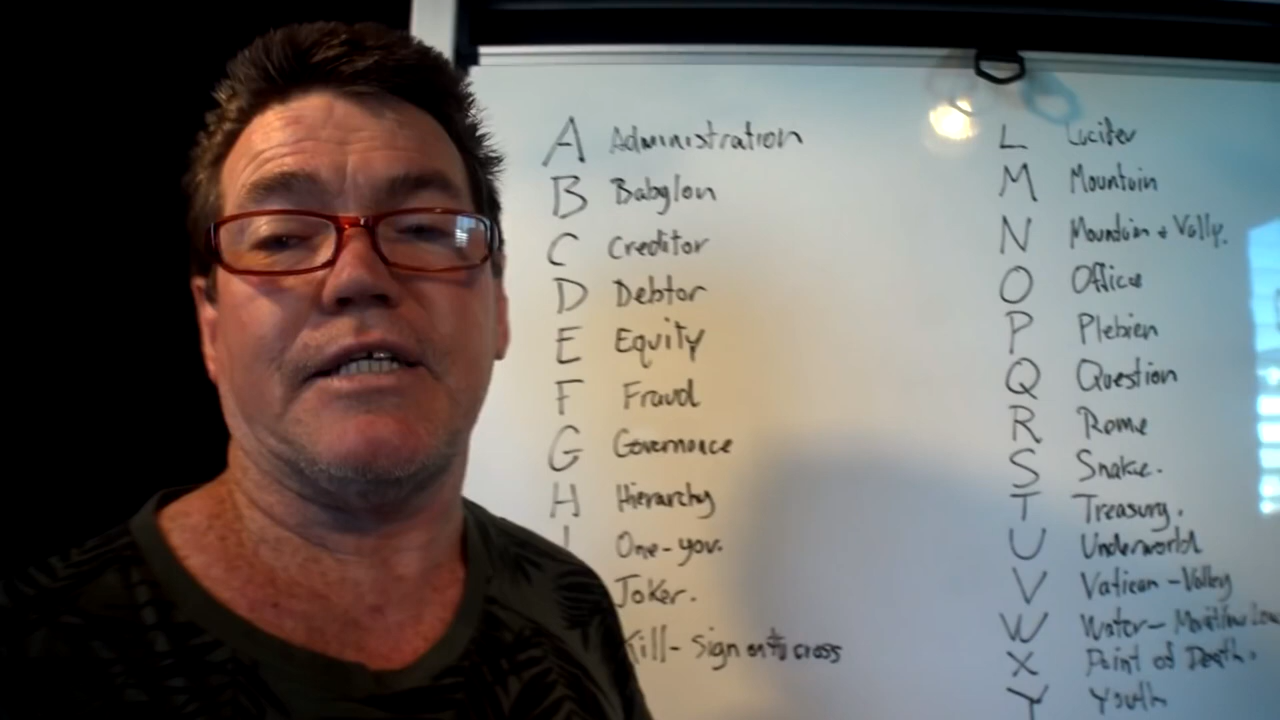 A Administration
B Babylon
C Creditor
D Debtor
E Equity
F Fraud
G Governance
H Hierarchy
I One-you.
Joker.
Kill- Sign on the cross
L Lucifer
M Mountain
N Mountain + Vally.
O Office
P Plebien
Q Question
R Rome
S Snake.
T Treasury.
U Underworld
V Vatican - Valley
W Water-
X Point of Death.
Y Youth